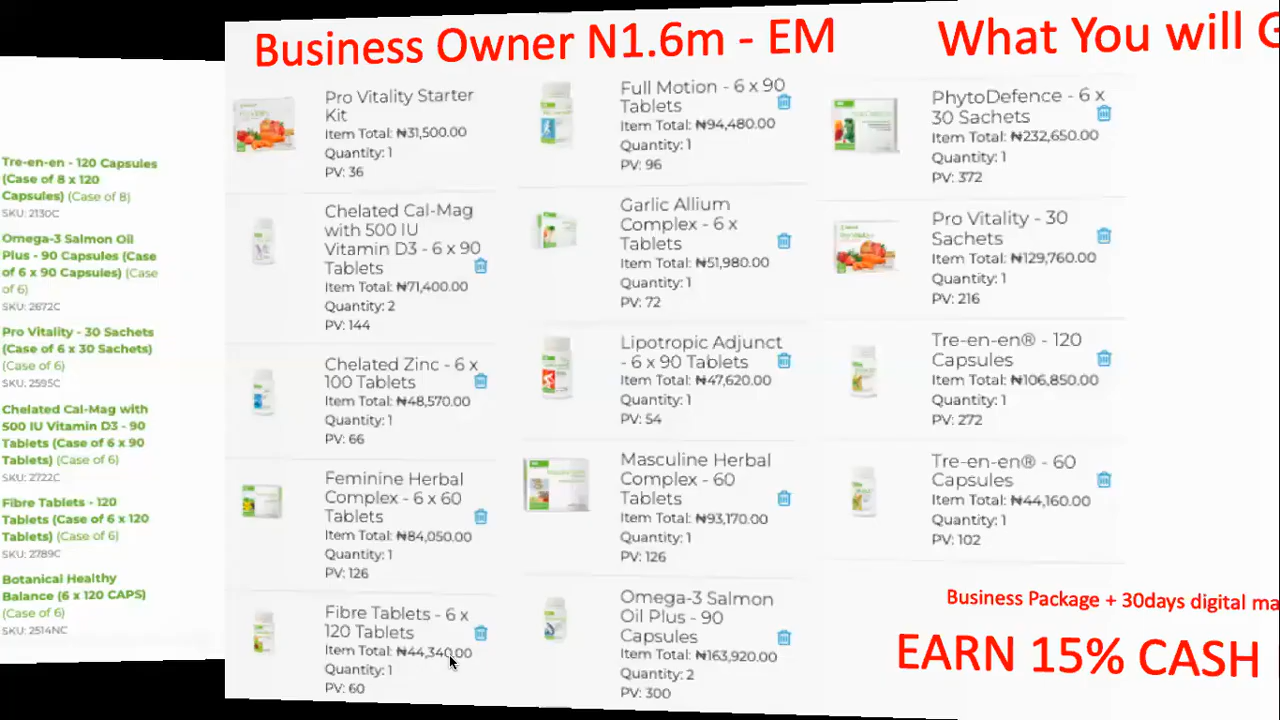 Tre-en-en - 120 Capsules
(Case of 8 x 120
Capsules) (Case of 8)
SKU: 2130C
Omega-3 Salmon Oil
Plus - 90 Capsules (Case
of 6 x 90 Capsules) (Case
of 6)
SKU: 2672C
Pro Vitality - 30 Sachets
(Case of 6 x 30 Sachets)
(Case of 6)
SKU: 2595C
Chelated Cal-Mag with
500 IU Vitamin D3 - 90
Tablets (Case of 6 x 90
Tablets) (Case of 6)
SKU: 2722C
Fibre Tablets - 120
Tablets (Case of 6 x 120
Tablets) (Case of 6)
SKU: 2789C
Botanical Healthy
Balance (6 x 120 CAPS)
(Case of 6)
SKU: 2514NC
Business Owner N1.6m - EM
Pro Vitality Starter
Kit
Item Total: ₦31,500.00
Quantity: 1
PV: 36
Chelated Cal-Mag
with 500 IU
Vitamin D3 - 6 x 90
Tablets
Item Total: ₦71,400.00
Quantity: 2
PV: 144
Chelated Zinc - 6 x
100 Tablets
Item Total: ₦48,570.00
Quantity: 1
PV: 66
Feminine Herbal
Complex - 6 x 60
Tablets
Item Total: ₦84,050.00
Quantity: 1
PV: 126
Fibre Tablets - 6 x
120 Tablets
Item Total: ₦44,340.00
Quantity: 1
PV: 60
Full Motion - 6 x 90
Tablets
Item Total: ₦94,480.00
Quantity: 1
PV: 96
Garlic Allium
Complex - 6 x
Tablets
Item Total: ₦51,980.00
Quantity: 1
PV: 72
Lipotropic Adjunct
- 6 x 90 Tablets
Item Total: ₦47,620.00
Quantity: 1
PV: 54
Masculine Herbal
Complex - 60
Tablets
Item Total: ₦93,170.00
Quantity: 1
PV: 126
Omega-3 Salmon
Oil Plus - 90
Capsules
Item Total: ₦163,920.00
Quantity: 2
PV: 300
What You will G
PhytoDefence - 6 x
30 Sachets
Item Total: ₦232,650.00
Quantity: 1
PV: 372
Pro Vitality - 30
Sachets
Item Total: ₦129,760.00
Quantity: 1
PV: 216
Tre-en-en® - 120
Capsules
Item Total: ₦106,850.00
Quantity: 1
PV: 272
Tre-en-en® - 60
Capsules
Item Total: ₦44,160.00
Quantity: 1
PV: 102
Business Package + 30days digital ma
EARN 15% CASH